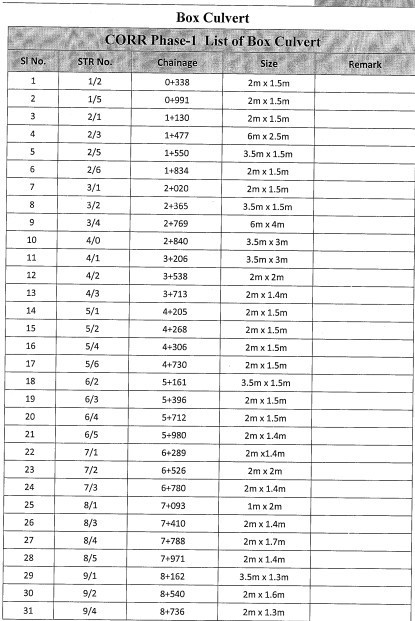 Box Culvert
CORR Phase-1 List of Box Culvert
Sl No. STR No. Chainage Size Remark
1 1/2 0+338 2m x 1.5m
2 1/5 0+991 2m x 1.5m
3 2/1 1+130 2m x 1.5m
4 2/3 1+477 6m x 2.5m
5 2/5 1+550 3.5m x 1.5m
6 2/6 1+834 2m x 1.5m
7 3/1 2+020 2m x 1.5m
8 3/2 2+365 3.5m x 1.5m
9 3/4 2+769 6m x 4m
10 4/0 2+840 3.5m x 3m
11 4/1 3+206 3.5m x 3m
12 4/2 3+538 2m x 2m
13 4/3 3+713 2m x 1.4m
14 5/1 4+205 2m x 1.5m
15 5/2 4+268 2m x 1.5m
16 5/4 4+306 2m x 1.5m
17 5/6 4+730 2m x 1.5m
18 6/2 5+161 3.5m x 1.5m
19 6/3 5+396 2m x 1.5m
20 6/4 5+712 2m x 1.5m
21 6/5 5+980 2m x 1.4m
22 7/1 6+289 2m x1.4m
23 7/2 6+526 2m x 2m
24 7/3 6+780 2m x 1.4m
25 8/1 7+093 1m x 2m
26 8/3 7+410 2m x 1.4m
27 8/4 7+788 2m x 1.7m
28 8/5 7+971 2m x 1.4m
29 9/1 8+162 3.5m x 1.3m
30 9/2 8+540 2m x 1.6m
31 9/4 8+736 2m x 1.3m